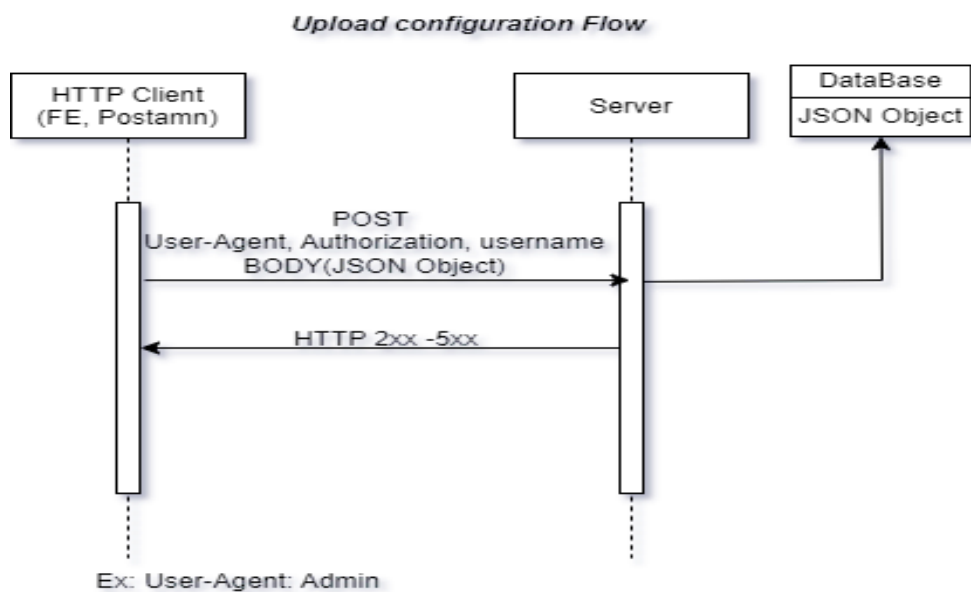 Upload configuration Flow
HTTP Client
(FE, Postamn)
Server
DataBase
JSON Object
POST
User-Agent, Authorization, username
BODY(JSON Object)
HTTP 2xx -5xx
Ex: User-Agent: Admin